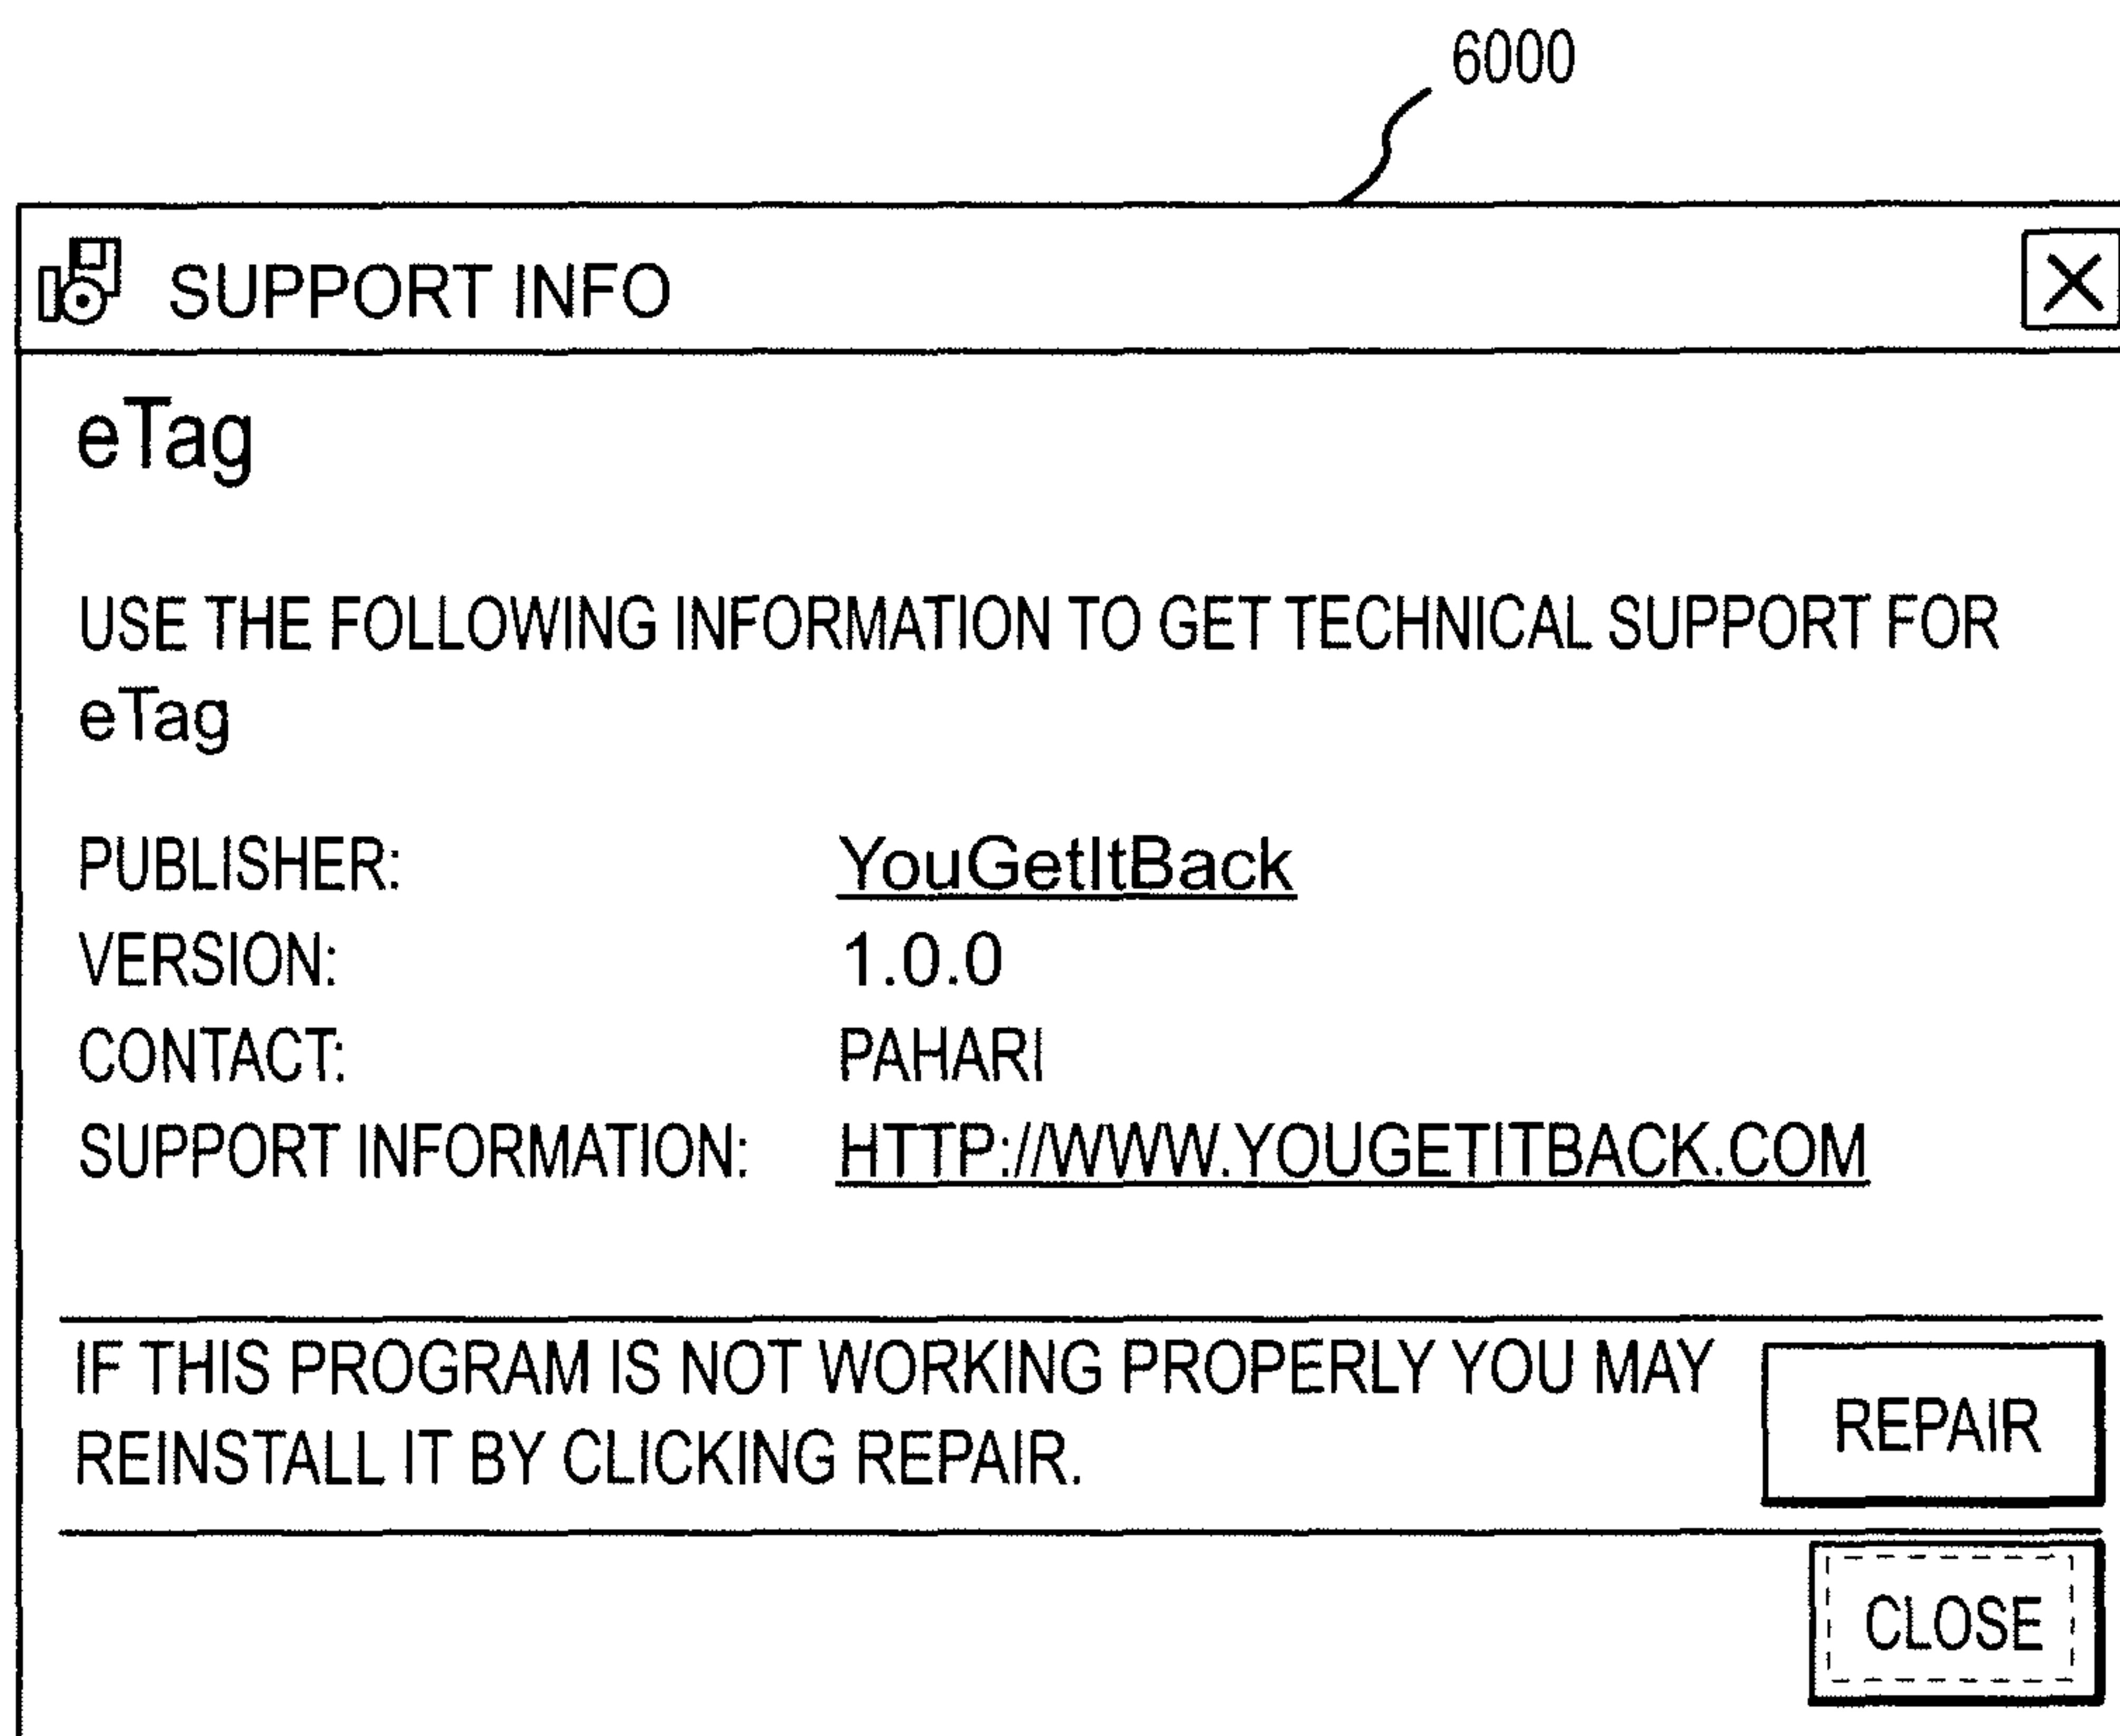 6000
SUPPORT INFO
eTag
USE THE FOLLOWING INFORMATION TO GET TECHNICAL SUPPORT FOR
eTag
PUBLISHER: YouGetItBack
VERSION: 1.0.0
CONTACT: PAHARI
SUPPORT INFORMATION: HTTP://WWW.YOUGETITBACK.COM
IF THIS PROGRAM IS NOT WORKING PROPERLY YOU MAY
REINSTALL IT BY CLICKING REPAIR.
REPAIR
CLOSE